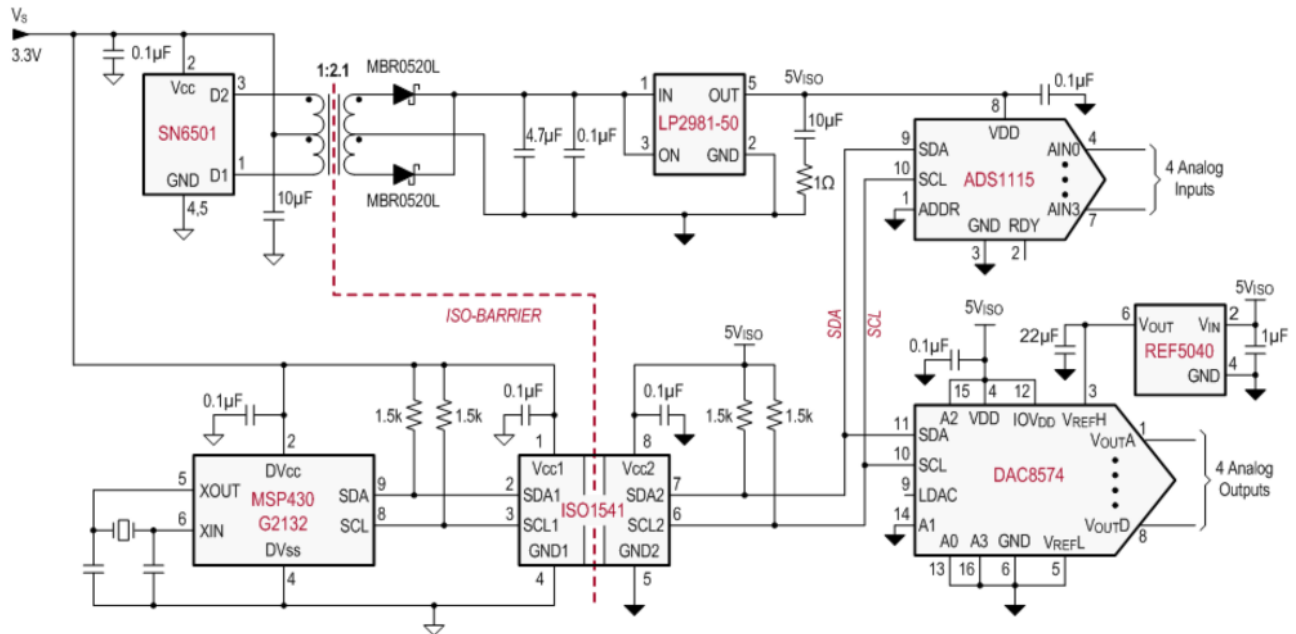 VS
3.3V
0.1µF
2
Vcc
D2
3
SN6501
GND
D1
1
4,5
10µF
1:2.1
MBR0520L
MBR0520L
4.7µF
0.1µF
1
IN
OUT
5
LP2981-50
3
ON
GND
2
5VISO
10µF
1Ω
0.1µF
8
VDD
9
SDA
AIN0
4
10
SCL
ADS1115
1
ADDR
AIN3
7
GND
RDY
3
2
4 Analog
Inputs
ISO-BARRIER
SDA
SCL
0.1µF
2
DVcc
5
XOUT
MSP430
SDA
9
6
XIN
G2132
SCL
8
DVss
4
1.5k
1.5k
0.1µF
1
Vcc1
2
SDA1
3
SCL1
GND1
4
ISO1541
5VISO
0.1µF
8
Vcc2
SDA2
7
SCL2
6
GND2
5
1.5k
1.5k
5VISO
0.1µF
22µF
6
VOUT
VIN
2
REF5040
GND
4
5VISO
1µF
15
4
12
3
A2
VDD
IOVDD
VREFH
11
SDA
VOUTA
1
10
SCL
DAC8574
9
LDAC
14
A1
VOUTD
8
A0
A3
GND
VREFL
13
16
6
5
4 Analog
Outputs